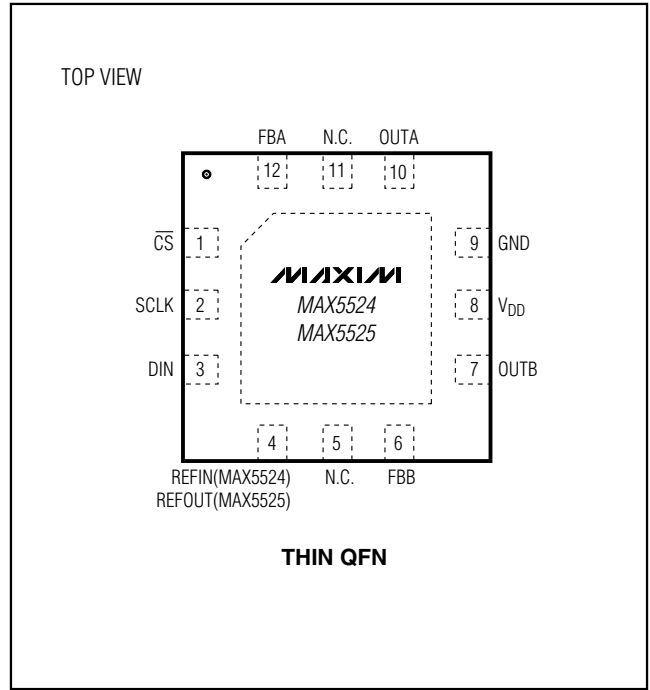 TOP VIEW
FBA N.C. OUTA
12 11 10
C̅S̅ 1 9 GND
MAXIM
SCLK 2 MAX5524 8 VDD
MAX5525
DIN 3 7 OUTB
4 5 6
REFIN(MAX5524) N.C. FBB
REFOUT(MAX5525)
THIN QFN